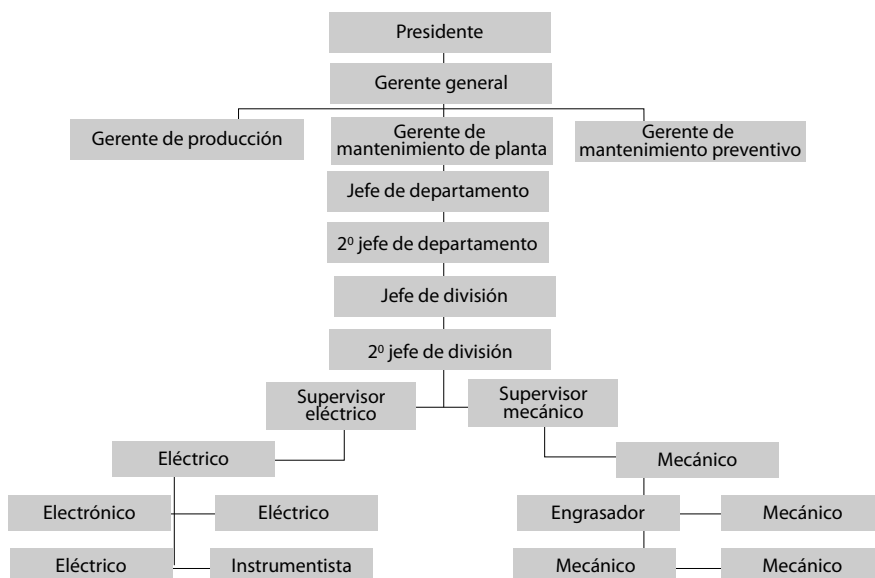 Presidente
Gerente general
Gerente de producción
Gerente de
mantenimiento de planta
Gerente de
mantenimiento preventivo
Jefe de departamento
2º jefe de departamento
Jefe de división
2º jefe de división
Supervisor
eléctrico
Supervisor
mecánico
Eléctrico
Mecánico
Electrónico
Eléctrico
Engrasador
Mecánico
Eléctrico
Instrumentista
Mecánico
Mecánico